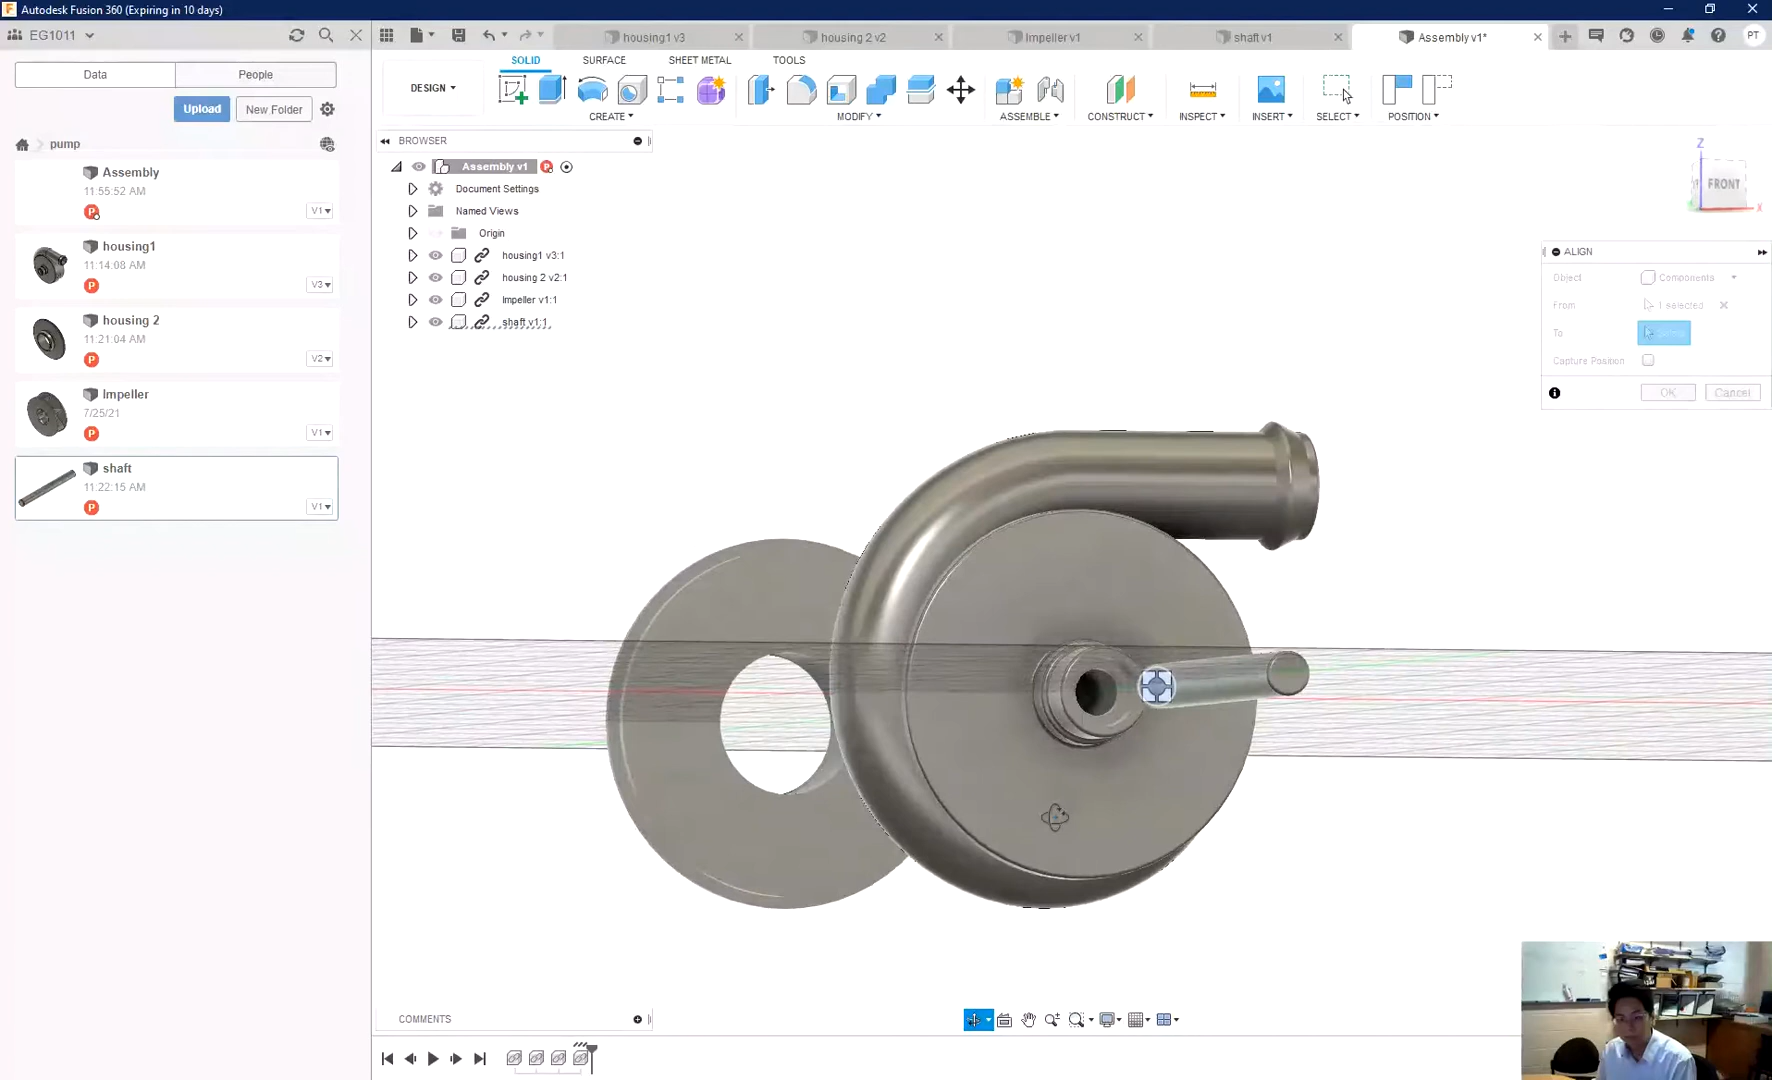 Autodesk Fusion 360 (Expiring in 10 days)
EG1011
Data
People
Upload
New Folder
pump
Assembly
11:55:52 AM
V1
housing1
11:14:08 AM
V3
housing 2
11:21:04 AM
V2
Impeller
7/25/21
V1
shaft
11:22:15 AM
V1
housing1 v3
housing 2 v2
Impeller v1
shaft v1
Assembly v1*
PT
SOLID
SURFACE
SHEET METAL
TOOLS
DESIGN
CREATE
MODIFY
ASSEMBLE
CONSTRUCT
INSPECT
INSERT
SELECT
POSITION
BROWSER
Assembly v1
Document Settings
Named Views
Origin
housing1 v3:1
housing 2 v2:1
Impeller v1:1
shaft v1:1
Z
FRONT
X
ALIGN
Object
Components
From
1 selected
To
Capture Position
OK
Cancel
COMMENTS